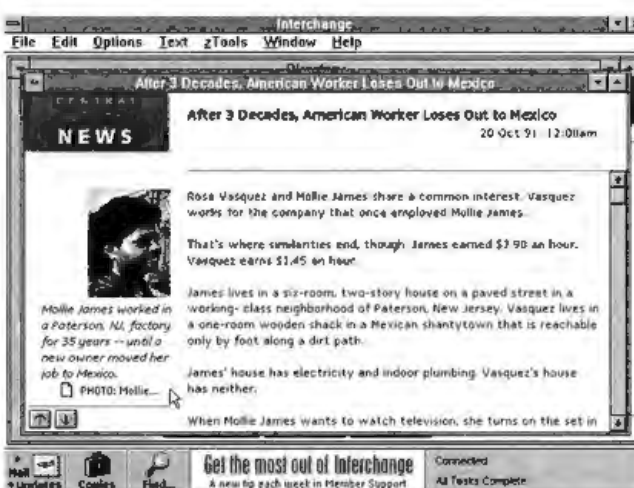 Interchange
File Edit Options Text zTools Window Help
After 3 Decades, American Worker Loses Out to Mexico
CENTRAL
NEWS
After 3 Decades, American Worker Loses Out to Mexico
20 Oct 91 12:00am
Rosa Vasquez and Mollie James share a common interest. Vasquez
works for the company that once employed Mollie James.
That's where similarities end, though. James earned $7.90 an hour.
Vasquez earns $1.45 an hour.
James lives in a six-room, two-story house on a paved street in a
working-class neighborhood of Paterson, New Jersey. Vasquez lives in
a one-room wooden shack in a Mexican shantytown that is reachable
only by foot along a dirt path.
James' house has electricity and indoor plumbing. Vasquez's house
has neither.
When Mollie James wants to watch television, she turns on the set in
Mollie James worked in
a Paterson, NJ, factory
for 35 years -- until a
new owner moved her
job to Mexico.
PHOTO: Mollie...
Mail
Updates
Copies
Find...
Get the most out of Interchange
A new tip each week in Member Support
Connected
All Tasks Complete